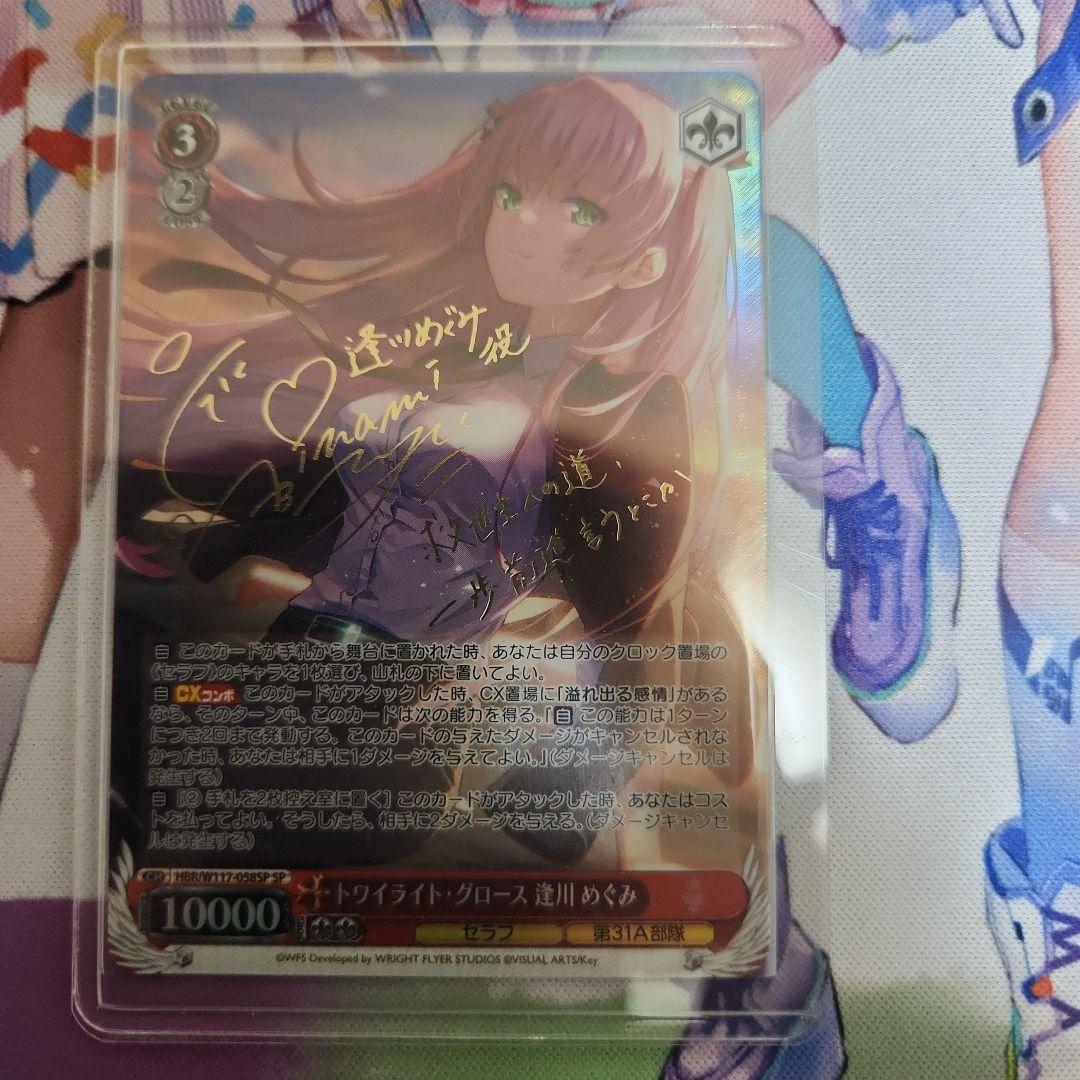 LEVEL
3
2
COST
逢川めぐみ役
Minami
救世主への道、
一歩前進言うとこか!
自 このカードが手札から舞台に置かれた時、あなたは自分のクロック置場の
《セラフ》のキャラを1枚選び、山札の下に置いてよい。
自 CXコンボ このカードがアタックした時、CX置場に「溢れ出る感情」がある
なら、そのターン中、このカードは次の能力を得る。『自 この能力は1ターン
につき2回まで発動する。このカードの与えたダメージがキャンセルされな
かった時、あなたは相手に1ダメージを与えてよい。』(ダメージキャンセルは
発生する)
自 [② 手札を2枚控え室に置く] このカードがアタックした時、あなたはコス
トを払ってよい。そうしたら、相手に2ダメージを与える。(ダメージキャンセ
ルは発生する)
CH HBR/W117-058SP SP
トワイライト・グロース 逢川 めぐみ
10000
セラフ 第31A部隊
©WFS Developed by WRIGHT FLYER STUDIOS ©VISUAL ARTS/Key